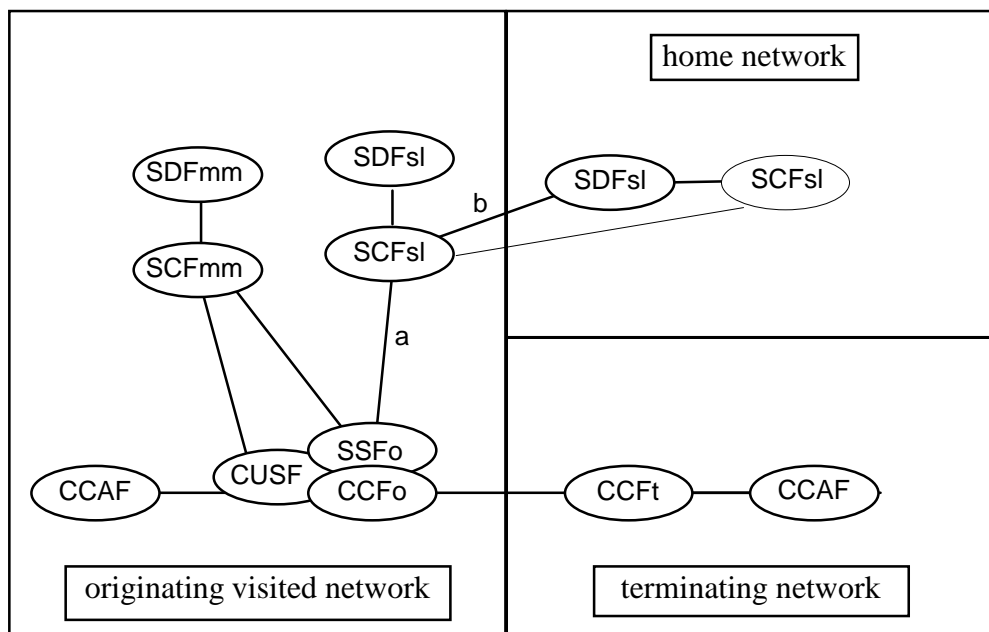 home network
SDFmm
SDFsl
SDFsl
SCFsl
b
SCFmm
SCFsl
a
SSFo
CUSF
CCAF
CCFo
CCFt
CCAF
originating visited network
terminating network